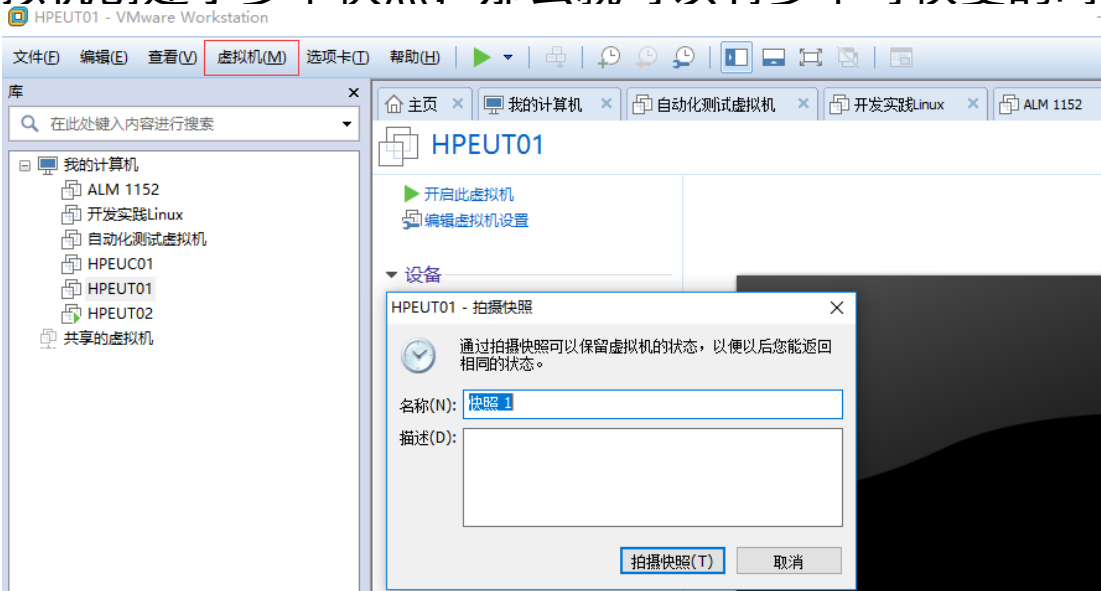 HPEUT01 - VMware Workstation
文件(F) 编辑(E) 查看(V) 虚拟机(M) 选项卡(T) 帮助(H)
库
主页 我的计算机 自动化测试虚拟机 开发实践Linux ALM 1152
在此处键入内容进行搜索
HPEUT01
我的计算机
ALM 1152
开发实践Linux
自动化测试虚拟机
HPEUC01
HPEUT01
HPEUT02
共享的虚拟机
开启此虚拟机
编辑虚拟机设置
设备
HPEUT01 - 拍摄快照
通过拍摄快照可以保留虚拟机的状态，以便以后您能返回
相同的状态。
名称(N): 快照 1
描述(D):
拍摄快照(T) 取消